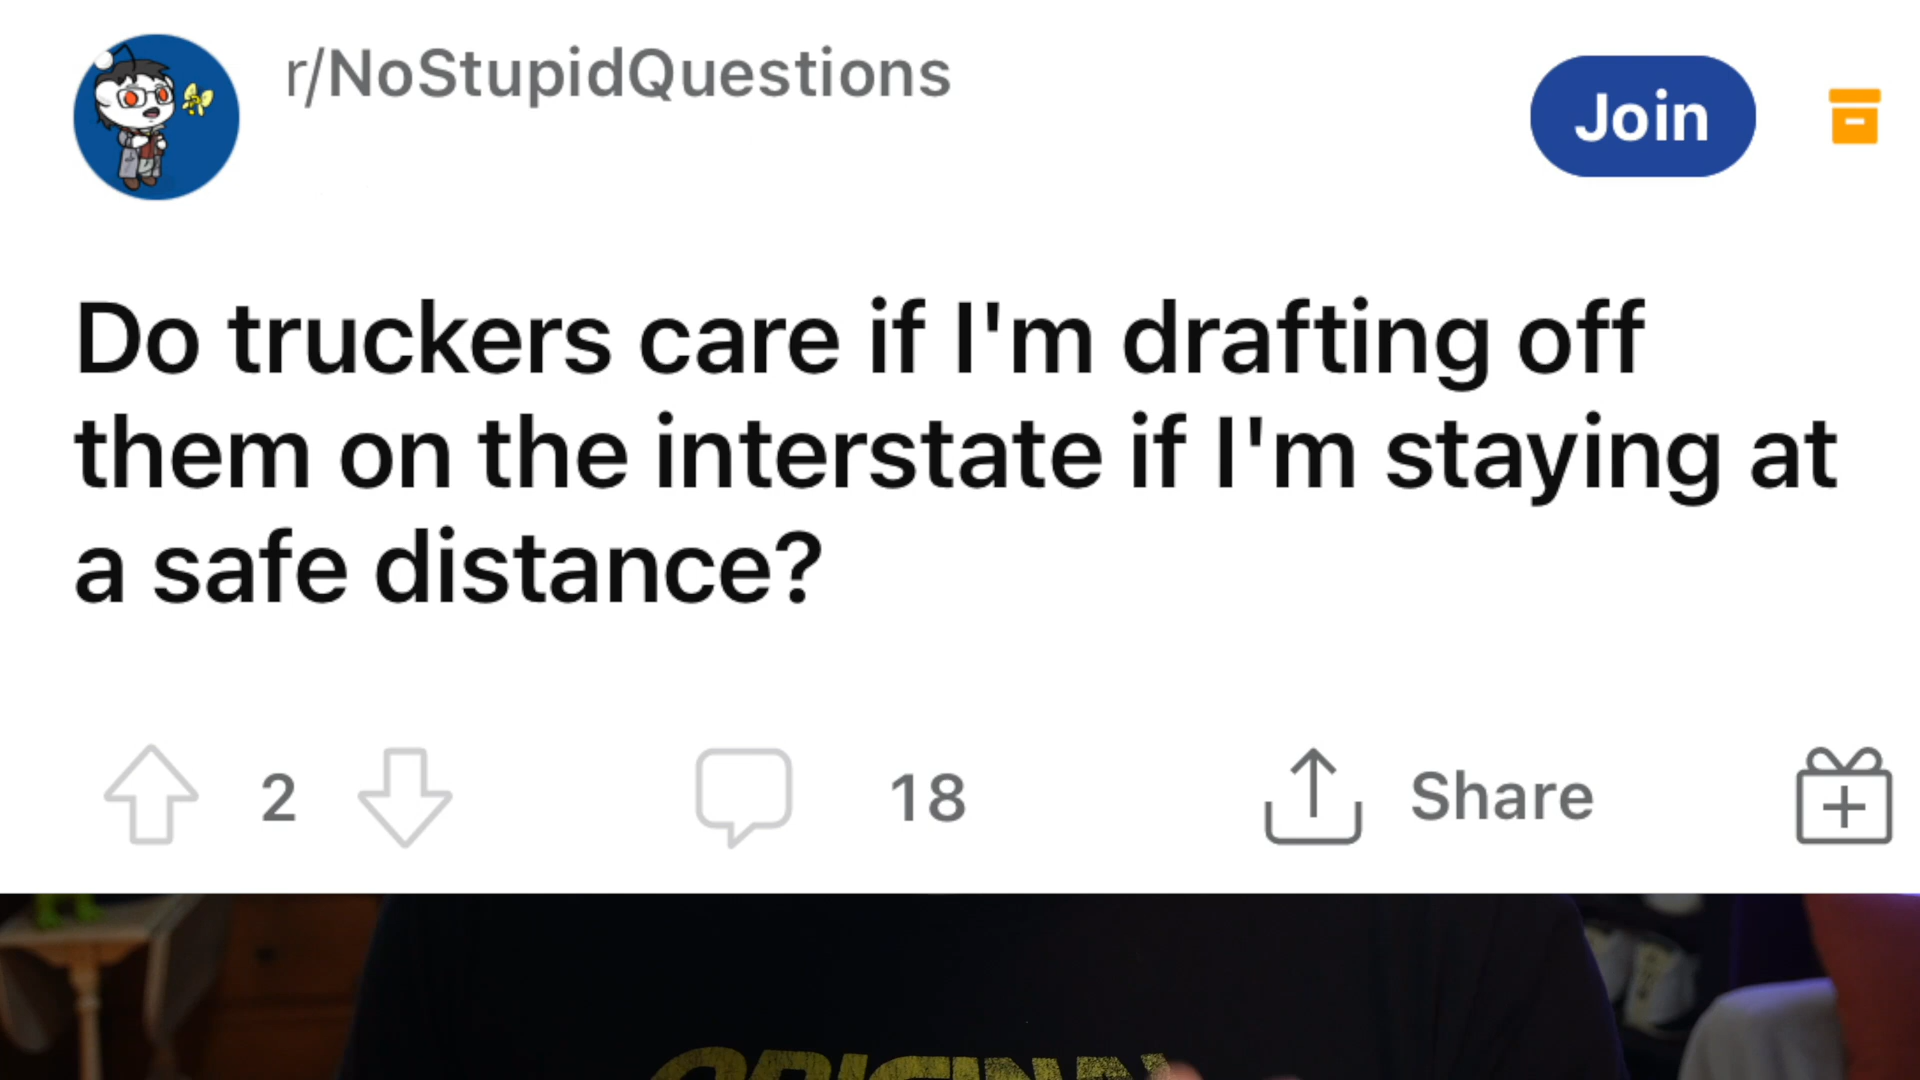 r/NoStupidQuestions
Join
Do truckers care if I'm drafting off
them on the interstate if I'm staying at
a safe distance?
2
18
Share
ORIGINAL